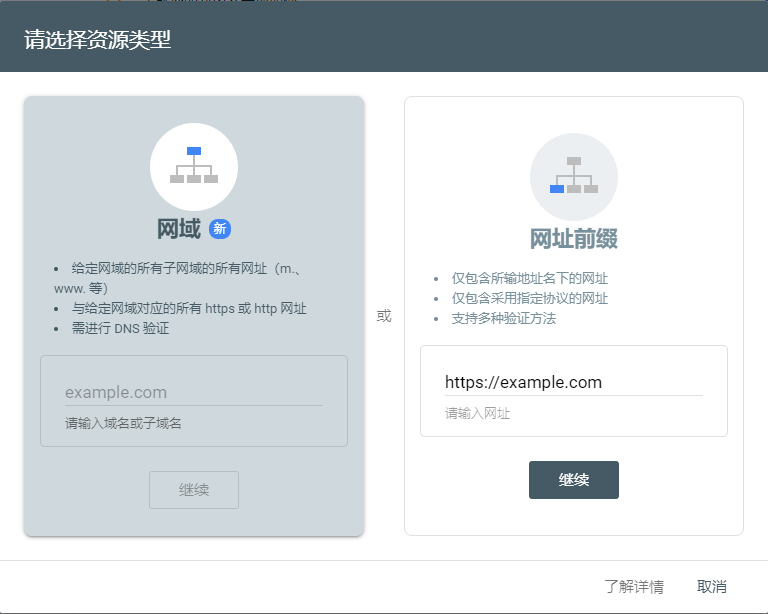 请选择资源类型
网域 新
• 给定网域的所有子网域的所有网址（m.、
www. 等）
• 与给定网域对应的所有 https 或 http 网址
• 需进行 DNS 验证
example.com
请输入域名或子域名
继续
或
网址前缀
• 仅包含所输地址名下的网址
• 仅包含采用指定协议的网址
• 支持多种验证方法
https://example.com
请输入网址
继续
了解详情 取消